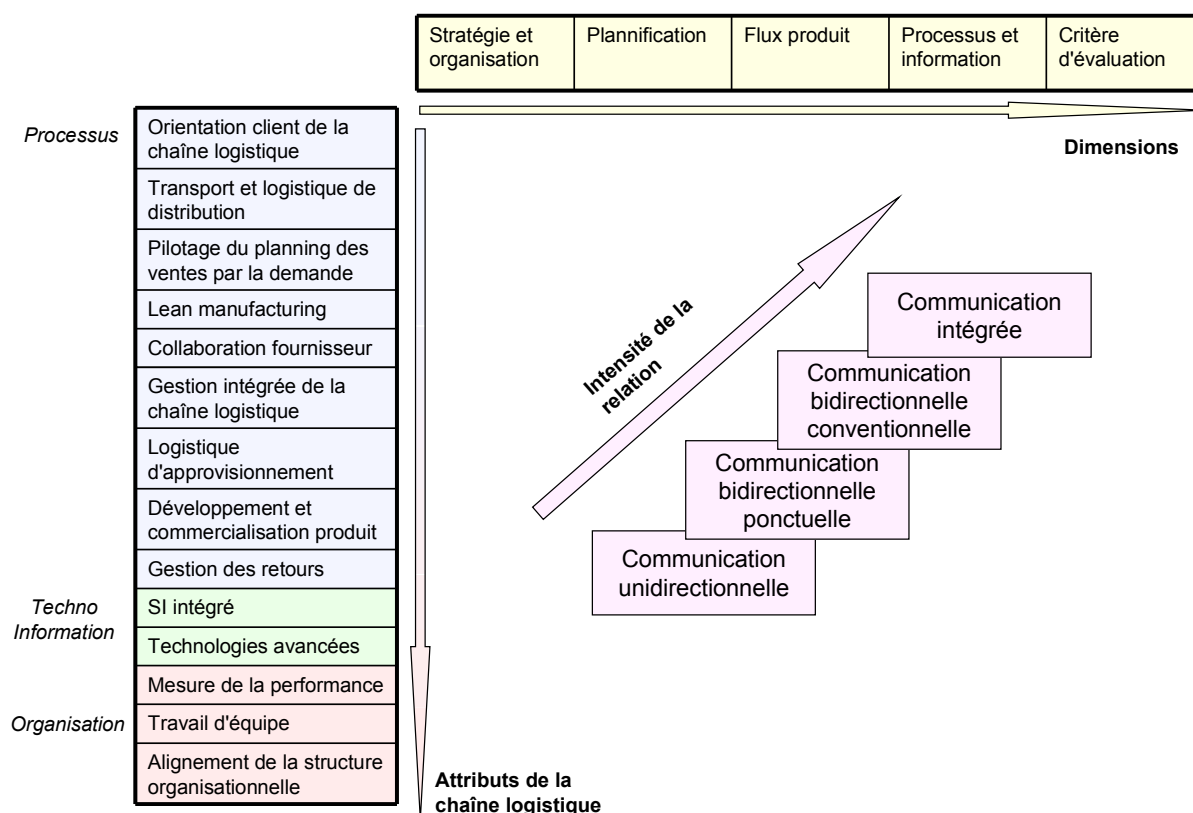 Stratégie et
organisation
Plannification
Flux produit
Processus et
information
Critère
d'évaluation
Dimensions
Processus
Orientation client de la
chaîne logistique
Transport et logistique de
distribution
Pilotage du planning des
ventes par la demande
Lean manufacturing
Collaboration fournisseur
Gestion intégrée de la
chaîne logistique
Logistique
d'approvisionnement
Développement et
commercialisation produit
Gestion des retours
Techno
Information
SI intégré
Technologies avancées
Mesure de la performance
Organisation
Travail d'équipe
Alignement de la structure
organisationnelle
Attributs de la
chaîne logistique
Intensité de la
relation
Communication
intégrée
Communication
bidirectionnelle
conventionnelle
Communication
bidirectionnelle
ponctuelle
Communication
unidirectionnelle